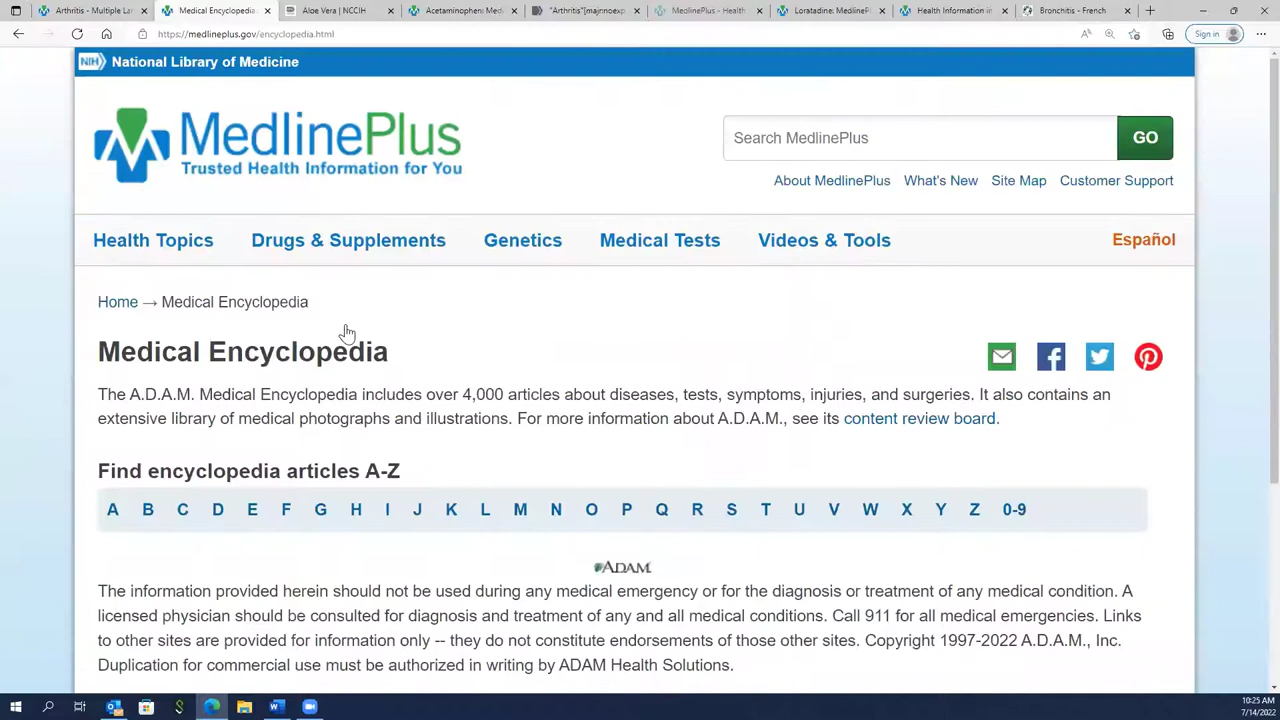 Arthritis - Multiple La
Medical Encyclopedia
Aloe Vera | NCCIH
Acetaminophen: Med
"Arthritis"[majr:noexp
MedlinePlus - Health
Loratadine: MedlinePl
Health Information in
Bronchitis - French
https://medlineplus.gov/encyclopedia.html
Sign in
NIH National Library of Medicine
MedlinePlus
Trusted Health Information for You
Search MedlinePlus GO
About MedlinePlus What's New Site Map Customer Support
Health Topics Drugs & Supplements Genetics Medical Tests Videos & Tools Español
Home → Medical Encyclopedia
Medical Encyclopedia
The A.D.A.M. Medical Encyclopedia includes over 4,000 articles about diseases, tests, symptoms, injuries, and surgeries. It also contains an
extensive library of medical photographs and illustrations. For more information about A.D.A.M., see its content review board.
Find encyclopedia articles A-Z
A B C D E F G H I J K L M N O P Q R S T U V W X Y Z 0-9
ADAM
The information provided herein should not be used during any medical emergency or for the diagnosis or treatment of any medical condition. A
licensed physician should be consulted for diagnosis and treatment of any and all medical conditions. Call 911 for all medical emergencies. Links
to other sites are provided for information only -- they do not constitute endorsements of those other sites. Copyright 1997-2022 A.D.A.M., Inc.
Duplication for commercial use must be authorized in writing by ADAM Health Solutions.
10:25 AM
7/14/2022